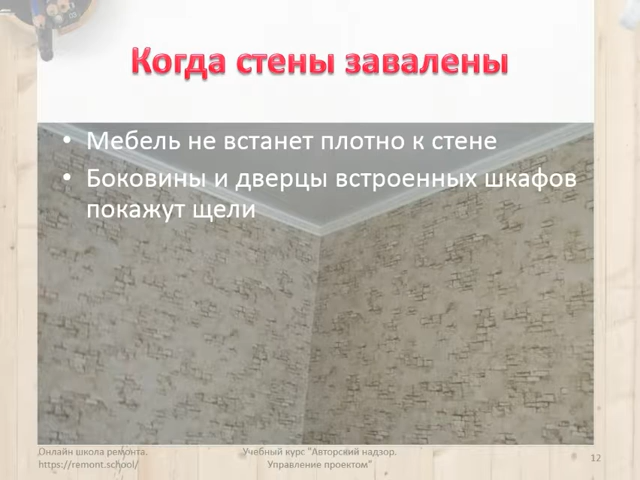 Когда стены завалены
• Мебель не встанет плотно к стене
• Боковины и дверцы встроенных шкафов
покажут щели
Онлайн школа ремонта.
https://remont.school/
Учебный курс "Авторский надзор.
Управление проектом"
12